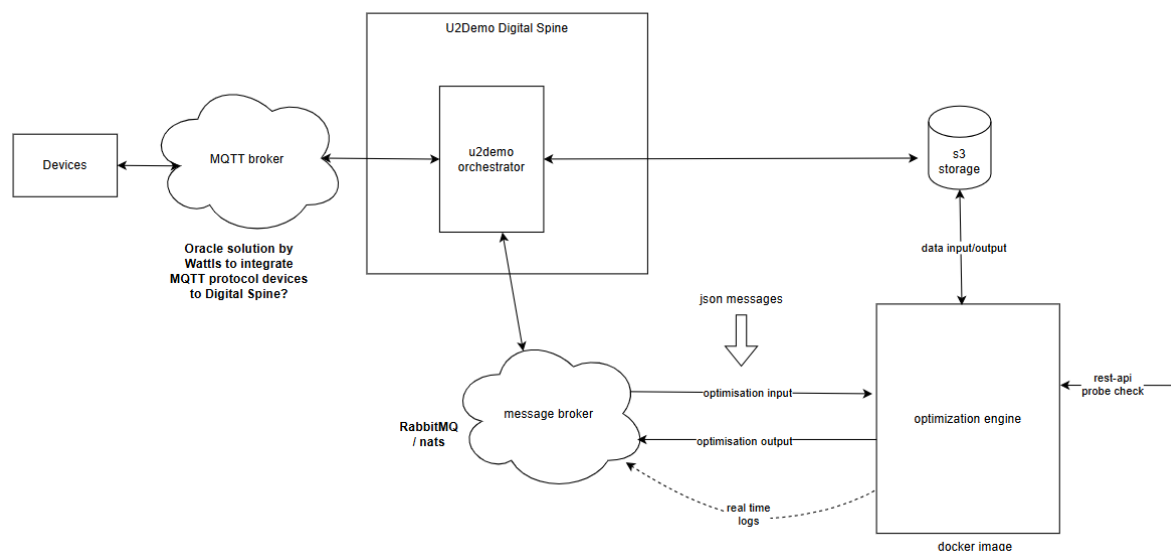 U2Demo Digital Spine
Devices
MQTT broker
u2demo
orchestrator
s3
storage
Oracle solution by
Wattls to integrate
MQTT protocol devices
to Digital Spine?
data input/output
json messages
RabbitMQ
/ nats
message broker
optimisation input
optimisation output
real time
logs
optimization engine
rest-api
probe check
docker image